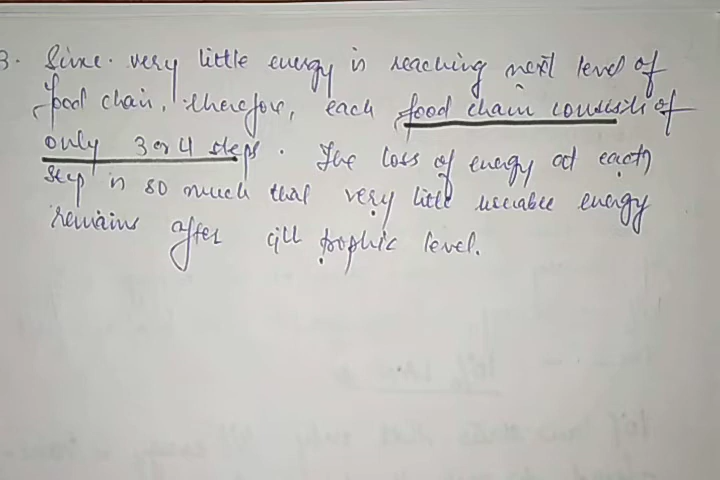 3. Since very little energy is reaching next level of
food chain, therefore, each food chain consists of
only 3 or 4 steps. The loss of energy at each
step is so much that very little useable energy
remains after all trophic level.